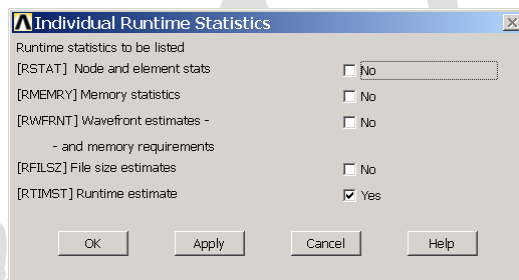 Individual Runtime Statistics
Runtime statistics to be listed
[RSTAT] Node and element stats No
[RMEMRY] Memory statistics No
[RWFRNT] Wavefront estimates - No
- and memory requirements
[RFILSZ] File size estimates No
[RTIMST] Runtime estimate Yes
OK Apply Cancel Help